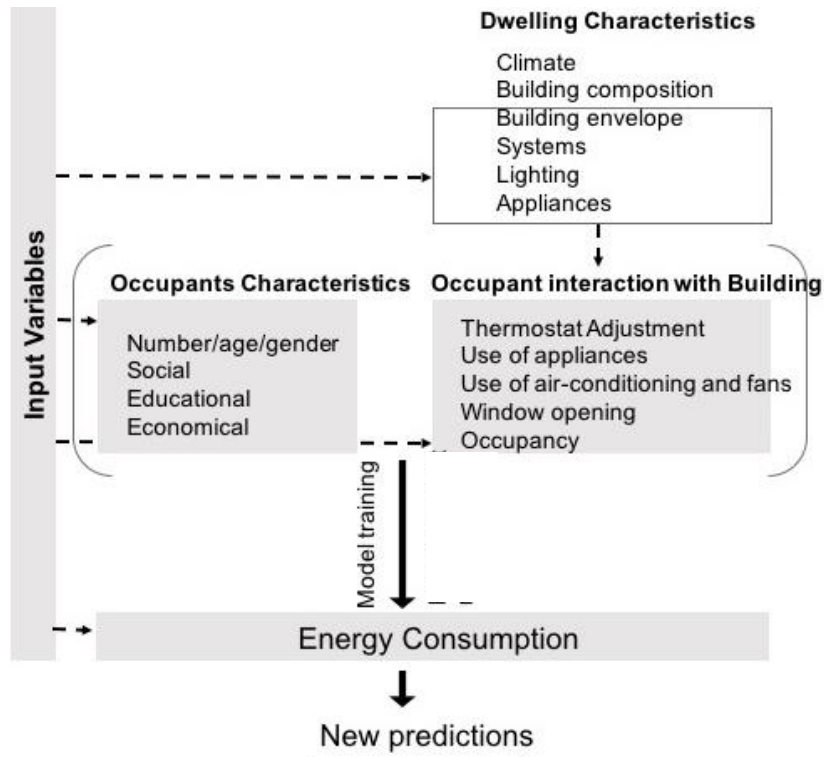 Dwelling Characteristics
Climate
Building composition
Building envelope
Systems
Lighting
Appliances
Input Variables
Occupants Characteristics
Number/age/gender
Social
Educational
Economical
Occupant interaction with Building
Thermostat Adjustment
Use of appliances
Use of air-conditioning and fans
Window opening
Occupancy
Model training
Energy Consumption
New predictions